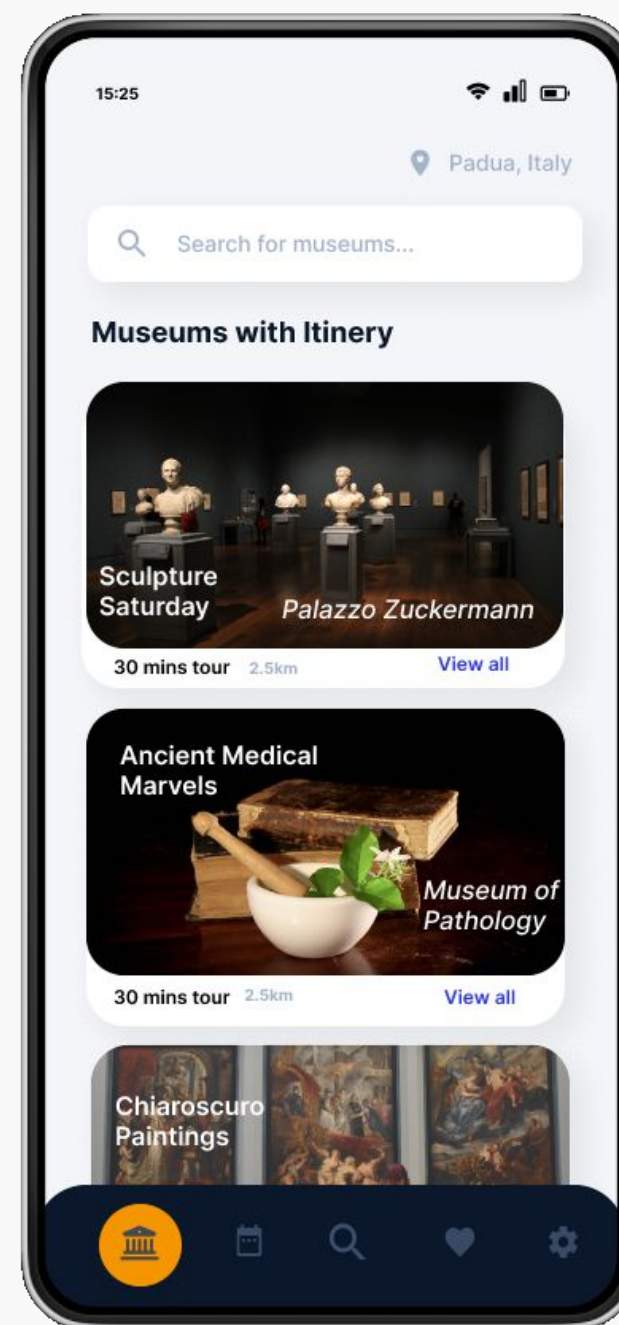 15:25
Padua, Italy
Search for museums...
Museums with Itinery
Sculpture
Saturday
Palazzo Zuckermann
30 mins tour 2.5km View all
Ancient Medical
Marvels
Museum of
Pathology
30 mins tour 2.5km View all
Chiaroscuro
Paintings